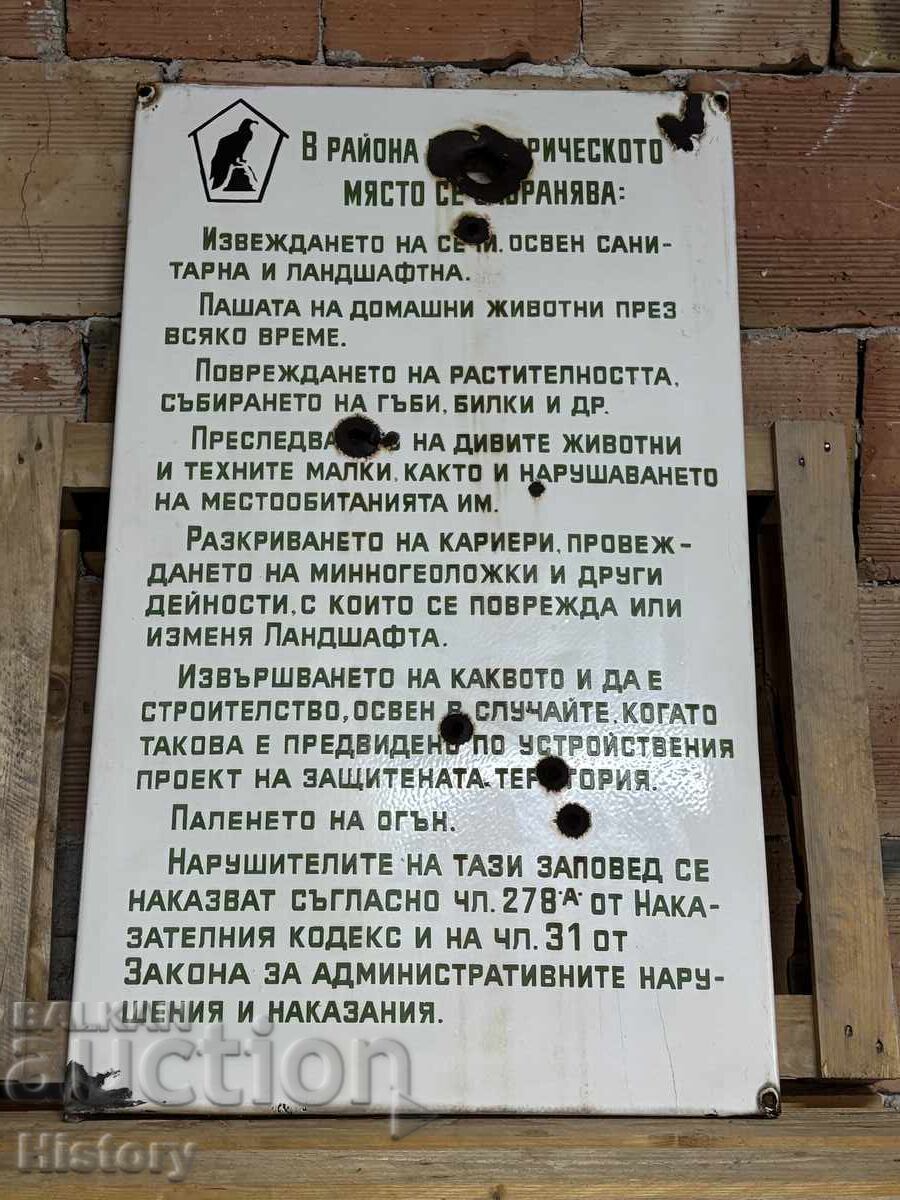 В РАЙОНА
МЯСТО СЕ
ИЗВЕЖДАНЕТО НА ОСВЕН САНИ-
ТАРНА И ЛАНДШАФТНА.
ПАШАТА НА ДОМАШНИ ЖИВОТНИ ПРЕЗ
ВСЯКО ВРЕМЕ.
ПОВРЕЖДАНЕТО НА РАСТИТЕЛНОСТТА,
СЪБИРАНЕТО НА ГЪБИ, БИЛКИ И ДР.
НА ДИВИТЕ ЖИВОТНИ
И ТЕХНИТЕ МАЛКИ, КАКТО И НАРУШАВАНЕТО
НА МЕСТООБИТАНИЯТА ИМ.
РАЗКРИВАНЕТО НА КАРИЕРИ, ПРОВЕЖ-
ДАНЕТО НА МИННОГЕОЛОЖКИ И ДРУГИ
ДЕЙНОСТИ, С КОИТО СЕ ПОВРЕЖДА ИЛИ
ИЗМЕНЯ ЛАНДШАФТА.
ИЗВЪРШВАНЕТО НА КАКВОТО И ДА Е
СТРОИТЕЛСТВО, ОСВЕН В СЛУЧАЙТЕ, КОГАТО
ТАКОВА Е ПРЕДВИДЕНО ПО УСТРОЙСТВЕНИЯ
ПРОЕКТ НА ЗАЩИТЕНАТА ТЕРИТОРИЯ.
ПАЛЕНЕТО НА ОГЪН.
НАРУШИТЕЛИТЕ НА ТАЗИ ЗАПОВЕД СЕ
НАКАЗВАТ СЪГЛАСНО ЧЛ. 278 "А" ОТ НАКА-
ЗАТЕЛНИЯ КОДЕКС И НА ЧЛ. 31 ОТ
ЗАКОНА ЗА АДМИНИСТРАТИВНИТЕ НАРУ-
ШЕНИЯ И НАКАЗАНИЯ.
BALKAN
auction
History